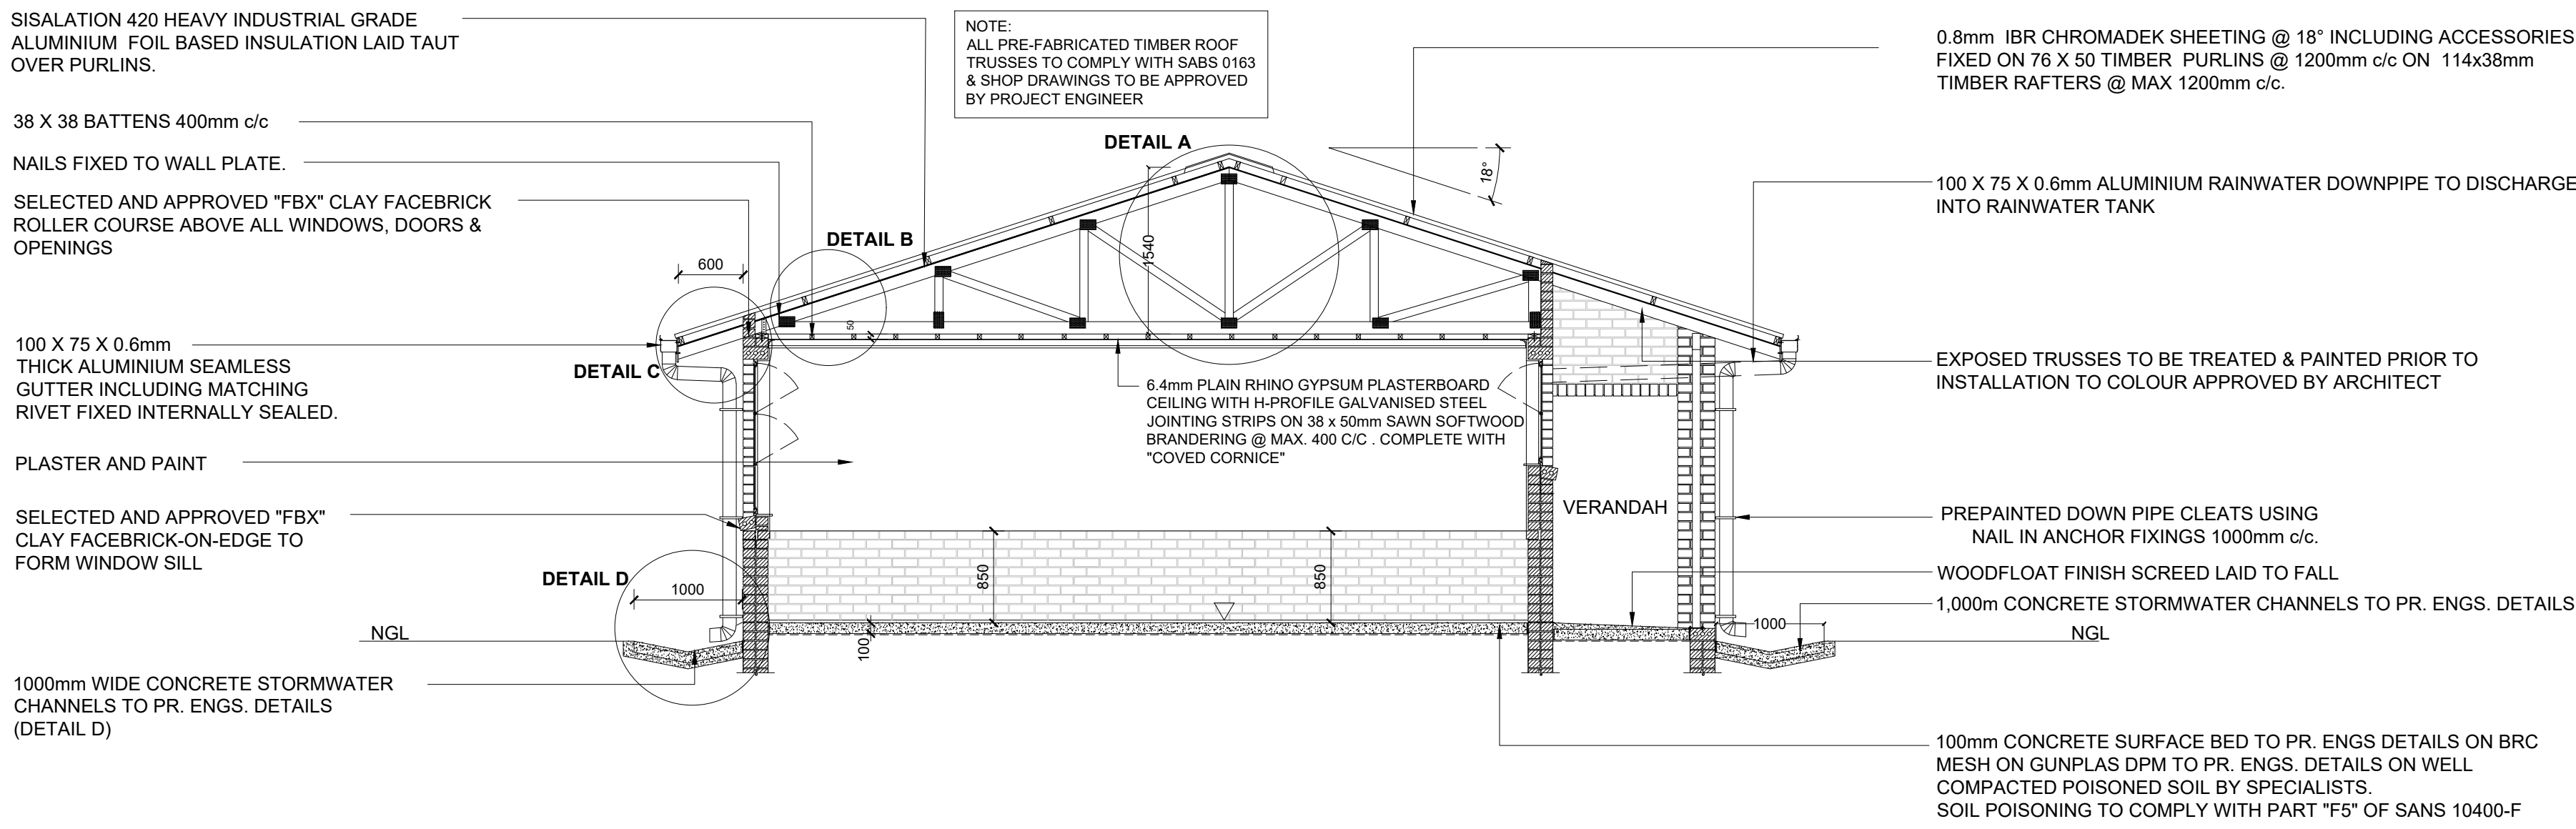 SISALATION 420 HEAVY INDUSTRIAL GRADE
ALUMINIUM FOIL BASED INSULATION LAID TAUT
OVER PURLINS.
38 X 38 BATTENS 400mm c/c
NAILS FIXED TO WALL PLATE.
SELECTED AND APPROVED "FBX" CLAY FACEBRICK
ROLLER COURSE ABOVE ALL WINDOWS, DOORS &
OPENINGS
100 X 75 X 0.6mm
THICK ALUMINIUM SEAMLESS
GUTTER INCLUDING MATCHING
RIVET FIXED INTERNALLY SEALED.
PLASTER AND PAINT
SELECTED AND APPROVED "FBX"
CLAY FACEBRICK-ON-EDGE TO
FORM WINDOW SILL
NGL
1000mm WIDE CONCRETE STORMWATER
CHANNELS TO PR. ENGS. DETAILS
(DETAIL D)
NOTE:
ALL PRE-FABRICATED TIMBER ROOF
TRUSSES TO COMPLY WITH SABS 0163
& SHOP DRAWINGS TO BE APPROVED
BY PROJECT ENGINEER
DETAIL A
18°
1540
DETAIL B
600
50
DETAIL C
6.4mm PLAIN RHINO GYPSUM PLASTERBOARD
CEILING WITH H-PROFILE GALVANISED STEEL
JOINTING STRIPS ON 38 x 50mm SAWN SOFTWOOD
BRANDERING @ MAX. 400 C/C . COMPLETE WITH
"COVED CORNICE"
VERANDAH
DETAIL D
1000
850
850
100
1000
0.8mm IBR CHROMADEK SHEETING @ 18° INCLUDING ACCESSORIES
FIXED ON 76 X 50 TIMBER PURLINS @ 1200mm c/c ON 114x38mm
TIMBER RAFTERS @ MAX 1200mm c/c.
100 X 75 X 0.6mm ALUMINIUM RAINWATER DOWNPIPE TO DISCHARGE
INTO RAINWATER TANK
EXPOSED TRUSSES TO BE TREATED & PAINTED PRIOR TO
INSTALLATION TO COLOUR APPROVED BY ARCHITECT
PREPAINTED DOWN PIPE CLEATS USING
NAIL IN ANCHOR FIXINGS 1000mm c/c.
WOODFLOAT FINISH SCREED LAID TO FALL
1,000m CONCRETE STORMWATER CHANNELS TO PR. ENGS. DETAILS
NGL
100mm CONCRETE SURFACE BED TO PR. ENGS DETAILS ON BRC
MESH ON GUNPLAS DPM TO PR. ENGS. DETAILS ON WELL
COMPACTED POISONED SOIL BY SPECIALISTS.
SOIL POISONING TO COMPLY WITH PART "F5" OF SANS 10400-F